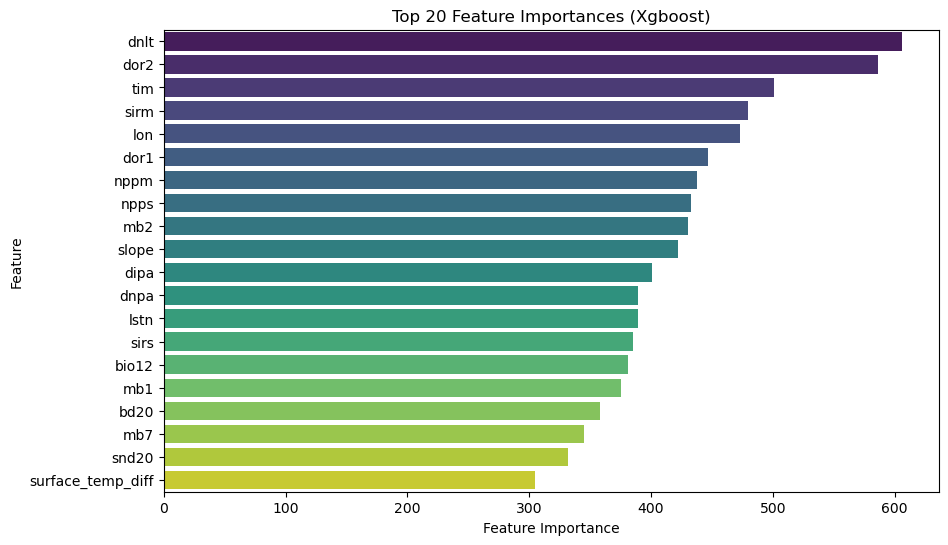 Top 20 Feature Importances (Xgboost)
dnlt
dor2
tim
sirm
lon
dor1
nppm
npps
mb2
slope
dipa
dnpa
lstn
sirs
bio12
mb1
bd20
mb7
snd20
surface_temp_diff
Feature
0 100 200 300 400 500 600
Feature Importance